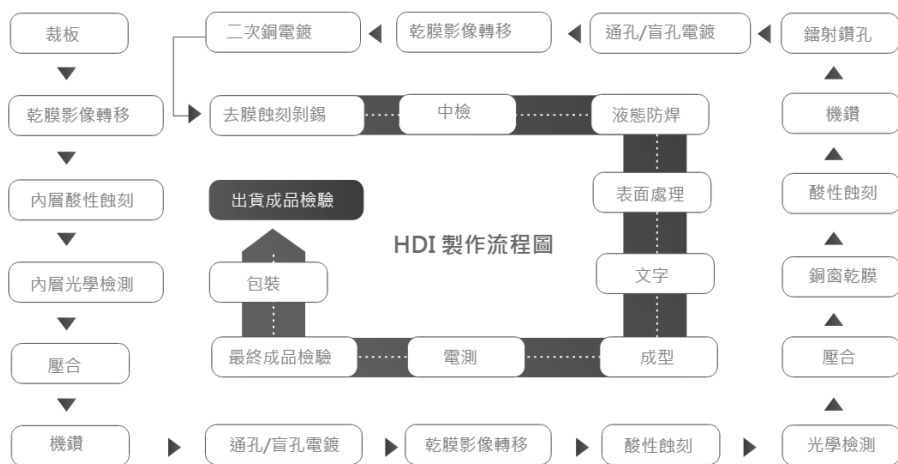 裁板
二次銅電鍍
乾膜影像轉移
通孔/盲孔電鍍
鐳射鑽孔
乾膜影像轉移
去膜蝕刻剝錫
中檢
液態防焊
機鑽
內層酸性蝕刻
出貨成品檢驗
表面處理
酸性蝕刻
HDI 製作流程圖
內層光學檢測
包裝
文字
銅窗乾膜
壓合
最終成品檢驗
電測
成型
壓合
機鑽
通孔/盲孔電鍍
乾膜影像轉移
酸性蝕刻
光學檢測